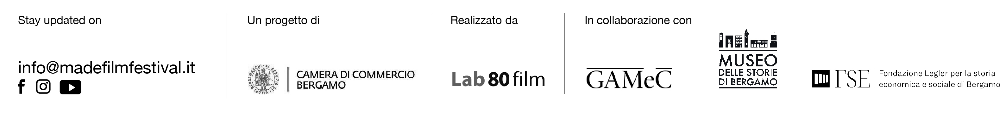 Stay updated on
info@madefilmfestival.it
Un progetto di
BERGAMASCHI • AL SERVIZIO DEI VALORI
CAMERA DI COMMERCIO
BERGAMO
Realizzato da
Lab 80 film
In collaborazione con
GAMeC
MUSEO
DELLE STORIE
DI BERGAMO
FSE
Fondazione Legler per la storia
economica e sociale di Bergamo